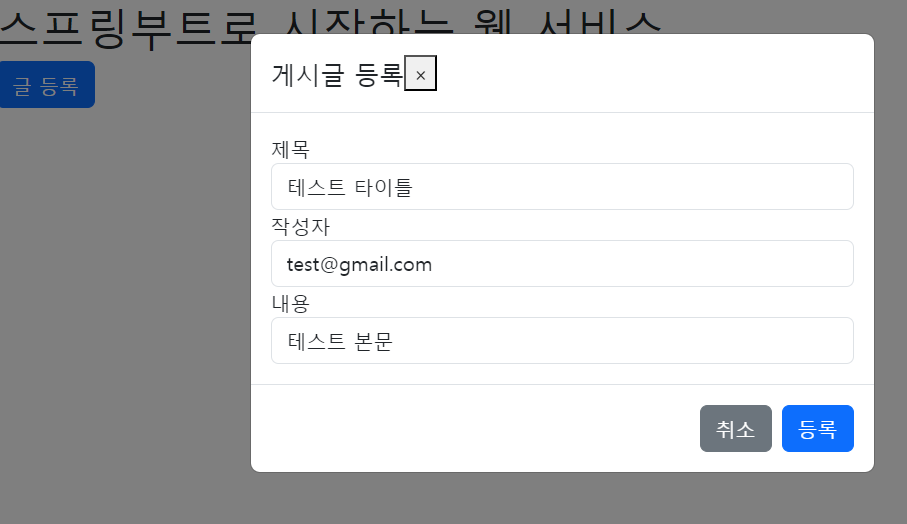 스프링부트로 시작하는 웹 서비스
글 등록
게시글 등록 ×
제목
테스트 타이틀
작성자
test@gmail.com
내용
테스트 본문
취소 등록